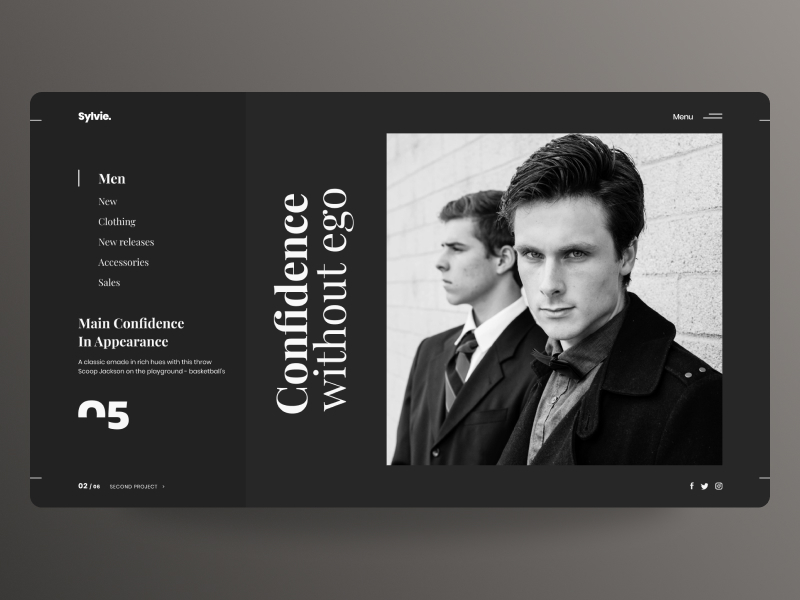 Sylvie.
Menu
Men
New
Clothing
New releases
Accessories
Sales
Main Confidence
In Appearance
A classic emade in rich hues with this throw
Scoop Jackson on the playground - basketball's
05
Confidence
without ego
02 / 06 SECOND PROJECT >